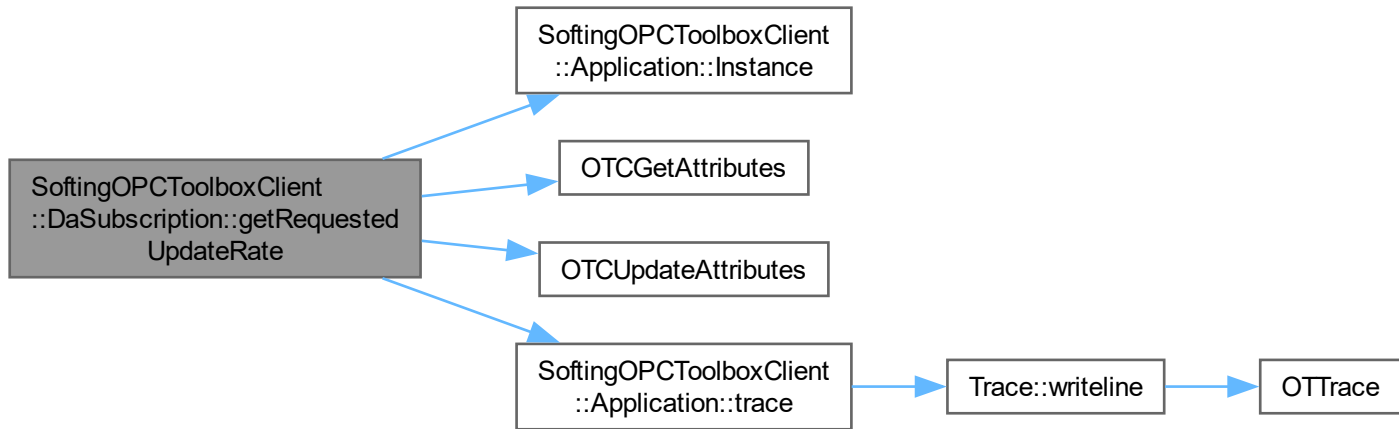 SoftingOPCToolboxClient
::DaSubscription::getRequested
UpdateRate
SoftingOPCToolboxClient
::Application::Instance
OTCGetAttributes
OTCUpdateAttributes
SoftingOPCToolboxClient
::Application::trace
Trace::writeline
OTTrace